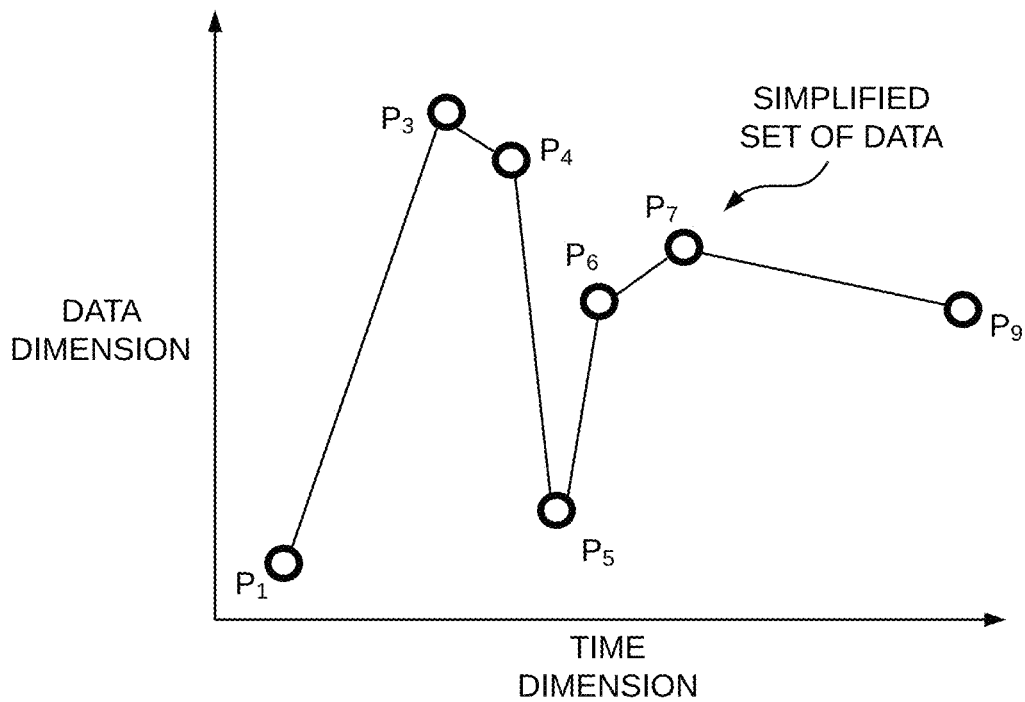 SIMPLIFIED
SET OF DATA
P3
P4
P7
P6
DATA
DIMENSION
P9
P5
P1
TIME
DIMENSION